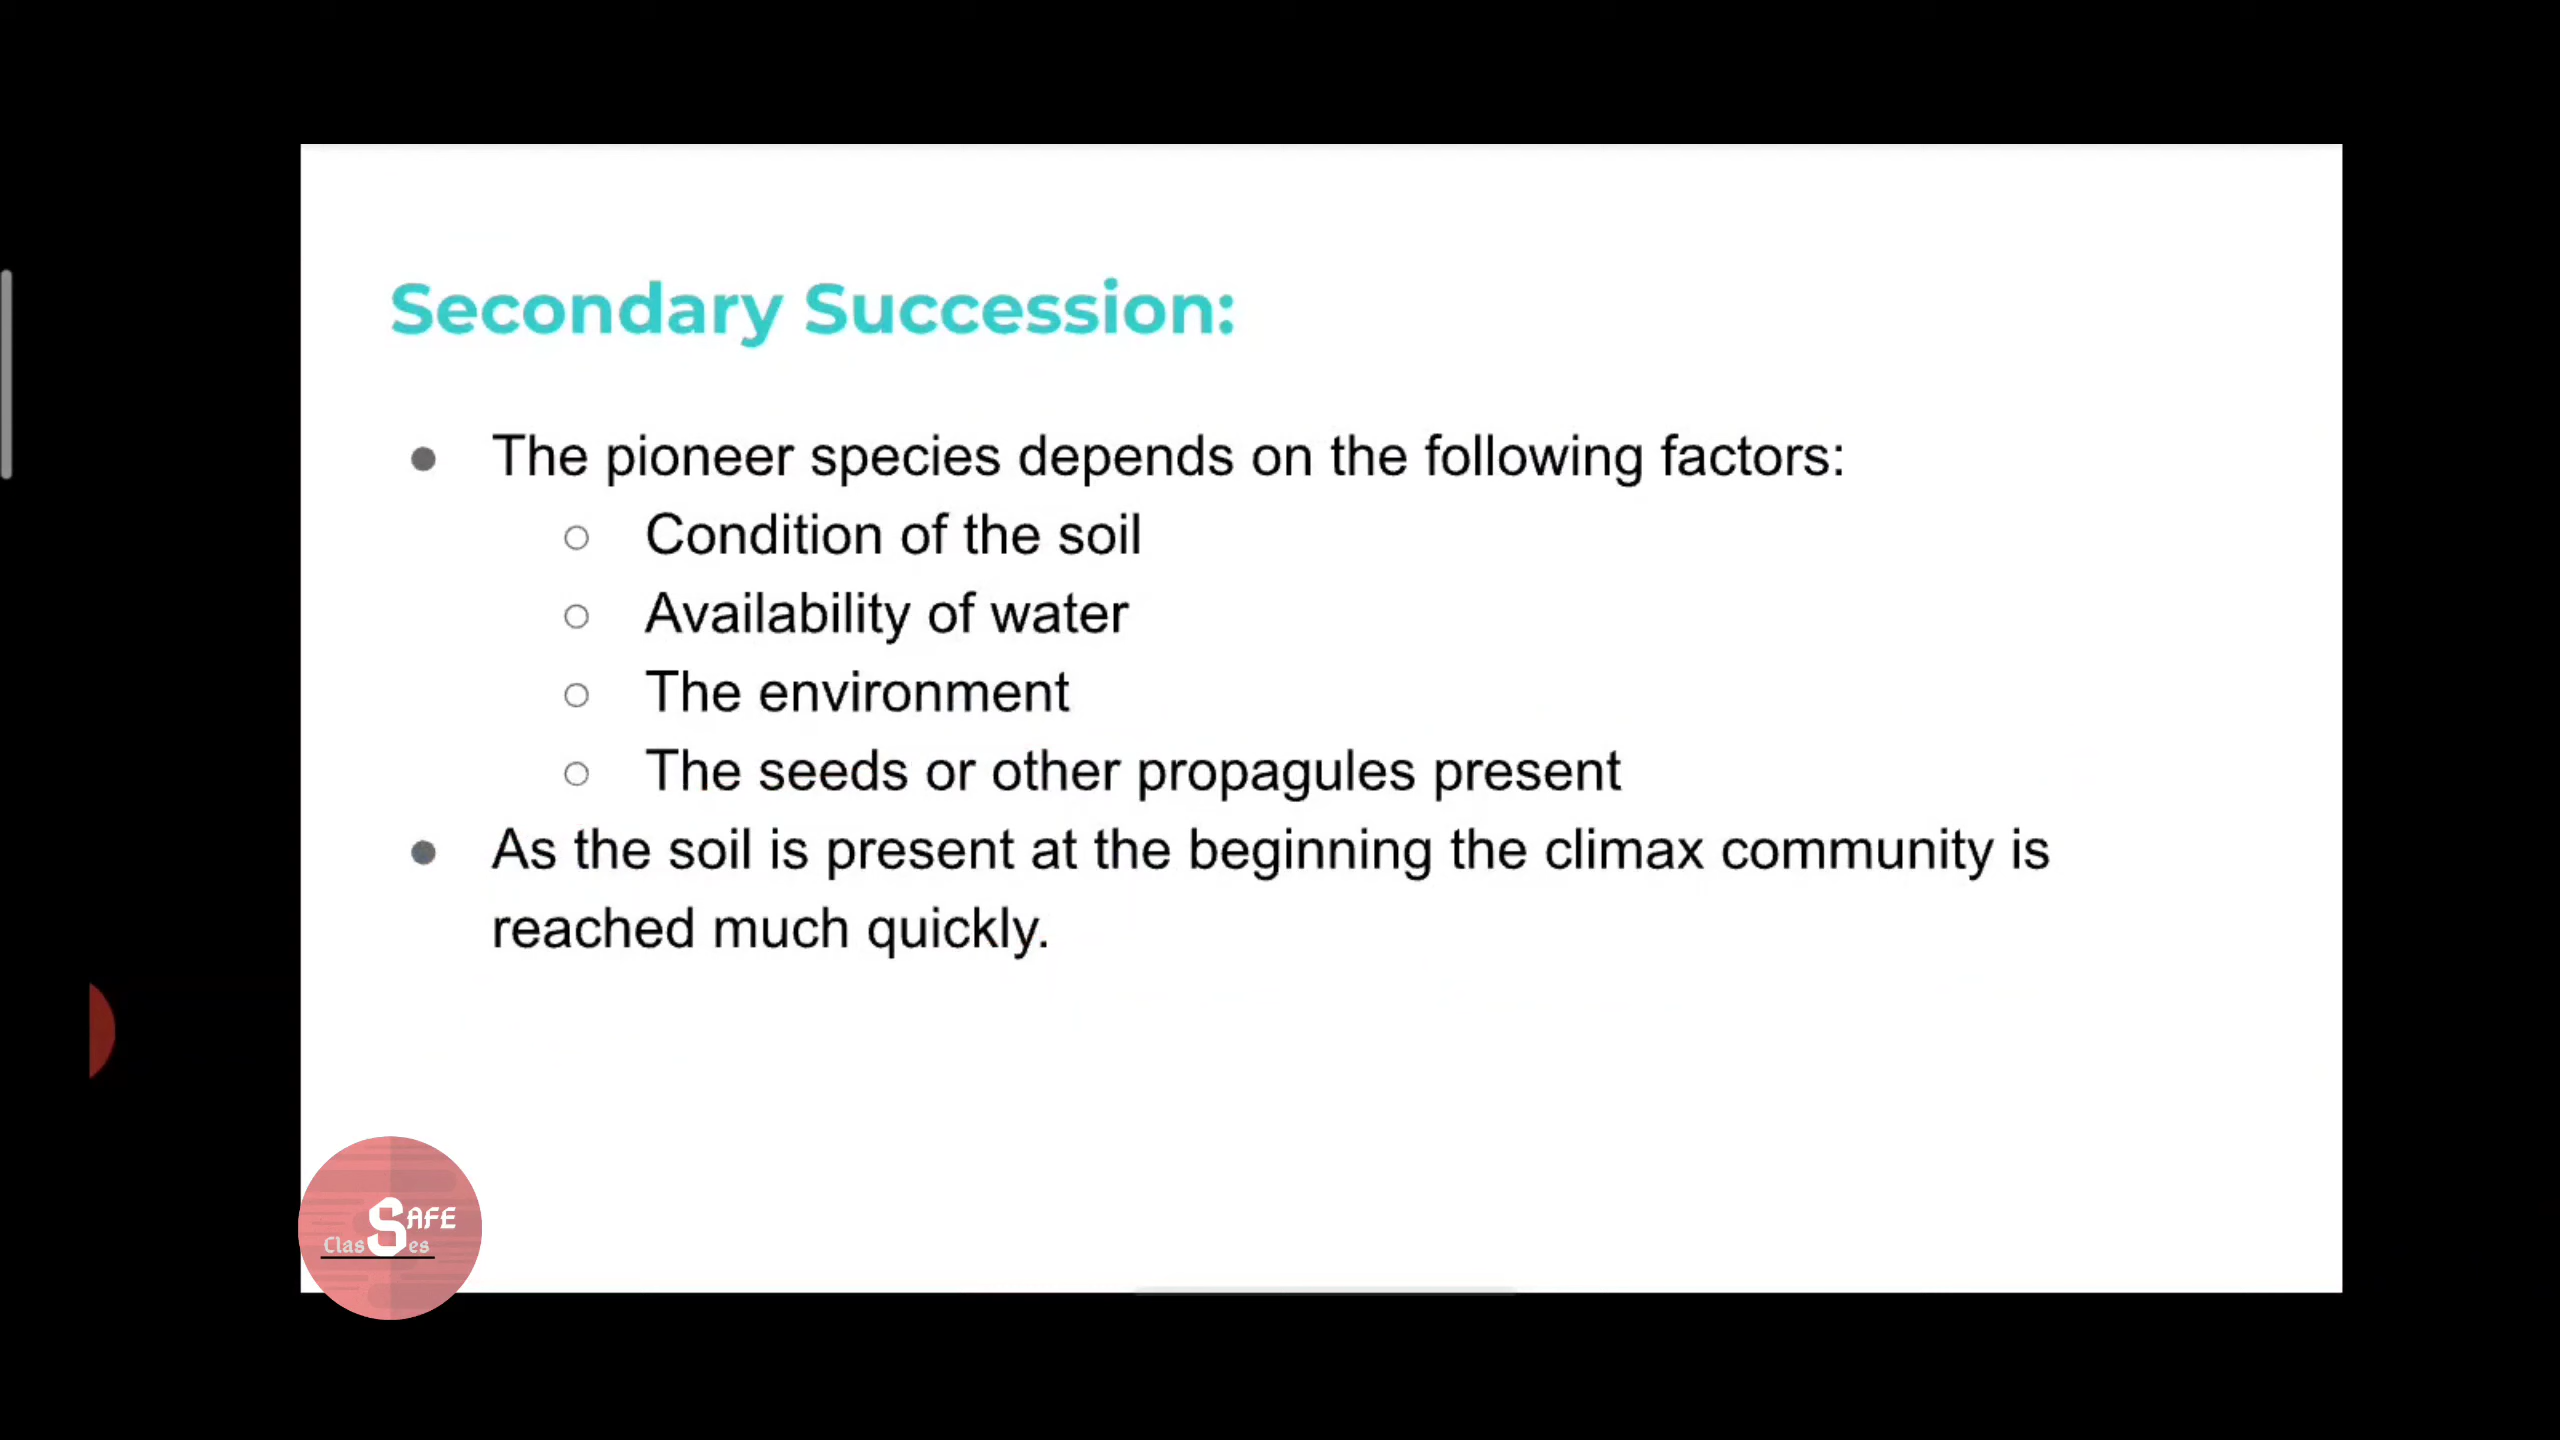 Secondary Succession:
● The pioneer species depends on the following factors:
○ Condition of the soil
○ Availability of water
○ The environment
○ The seeds or other propagules present
● As the soil is present at the beginning the climax community is
reached much quickly.
SAFE
Classes